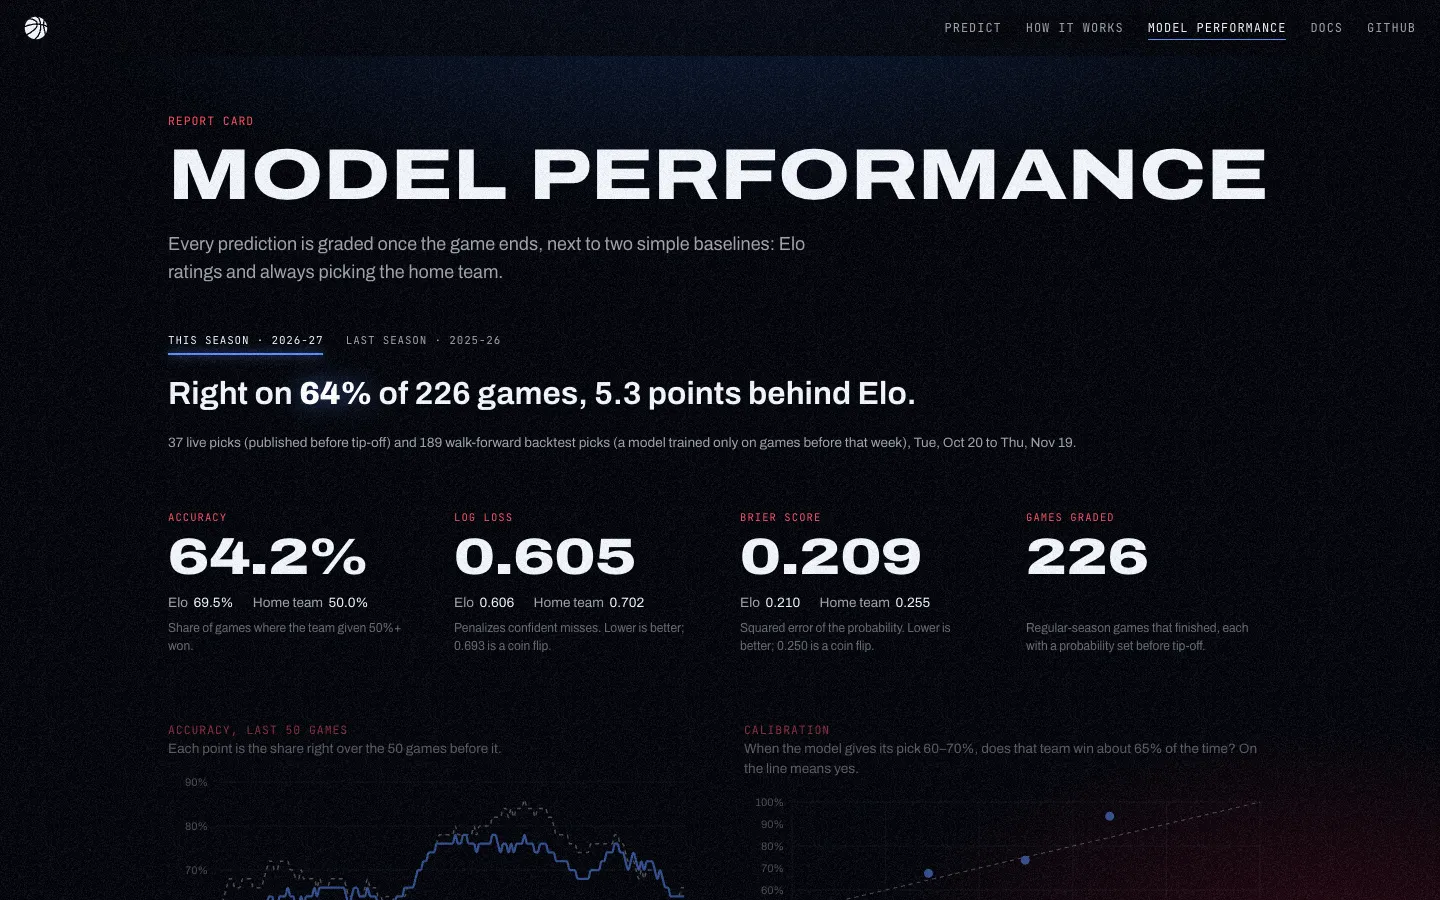 PREDICT HOW IT WORKS MODEL PERFORMANCE DOCS GITHUB
REPORT CARD
MODEL PERFORMANCE
Every prediction is graded once the game ends, next to two simple baselines: Elo
ratings and always picking the home team.
THIS SEASON · 2026-27 LAST SEASON · 2025-26
Right on 64% of 226 games, 5.3 points behind Elo.
37 live picks (published before tip-off) and 189 walk-forward backtest picks (a model trained only on games before that week), Tue, Oct 20 to Thu, Nov 19.
ACCURACY
64.2%
Elo 69.5% Home team 50.0%
Share of games where the team given 50%+
won.
LOG LOSS
0.605
Elo 0.606 Home team 0.702
Penalizes confident misses. Lower is better;
0.693 is a coin flip.
BRIER SCORE
0.209
Elo 0.210 Home team 0.255
Squared error of the probability. Lower is
better; 0.250 is a coin flip.
GAMES GRADED
226
Regular-season games that finished, each
with a probability set before tip-off.
ACCURACY, LAST 50 GAMES
Each point is the share right over the 50 games before it.
90%
80%
70%
CALIBRATION
When the model gives its pick 60–70%, does that team win about 65% of the time? On
the line means yes.
100%
90%
80%
70%
60%